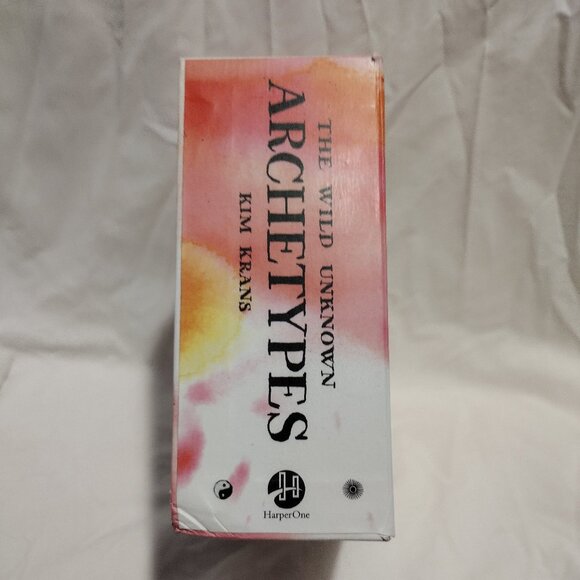 THE WILD UNKNOWN
ARCHETYPES
KIM KRANS
HarperOne